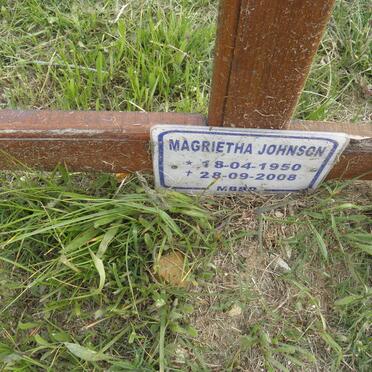 MAGRIETHA JOHNSON
* 18-04-1950
† 28-09-2008